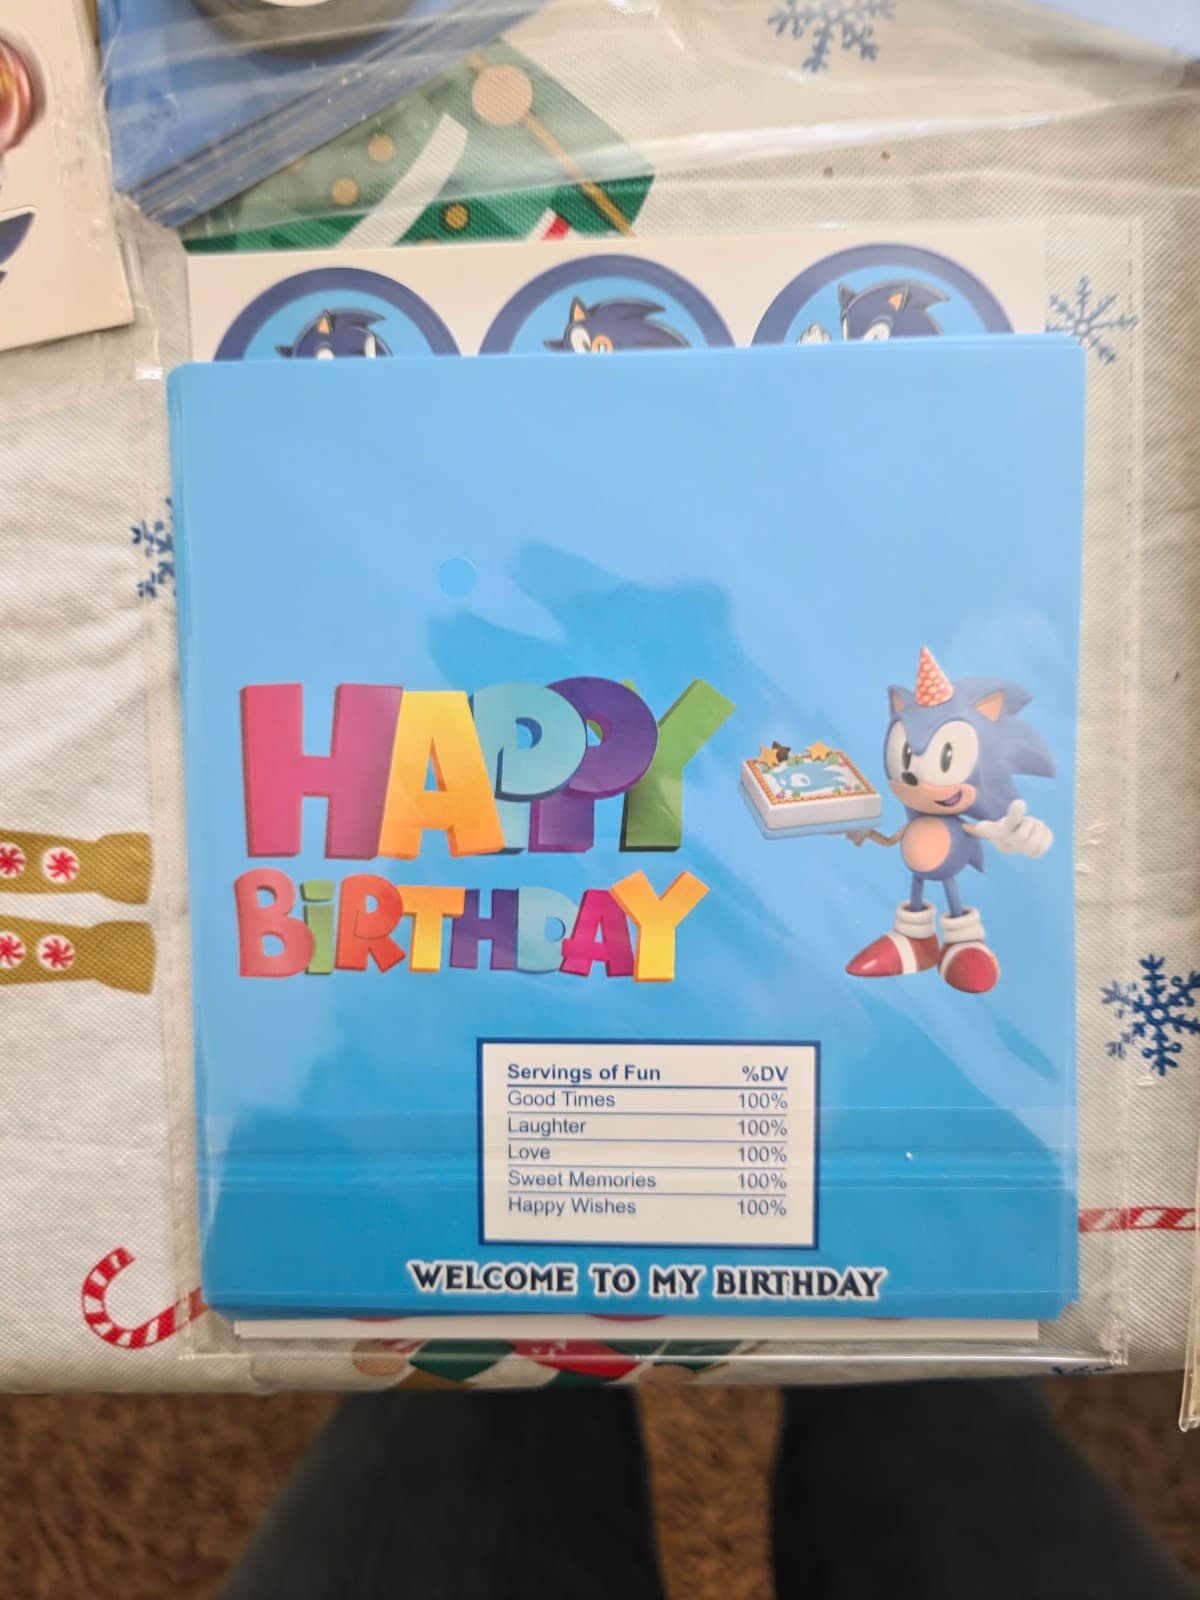 HAPPY
BiRTHDAY
Servings of Fun %DV
Good Times 100%
Laughter 100%
Love 100%
Sweet Memories 100%
Happy Wishes 100%
WELCOME TO MY BIRTHDAY